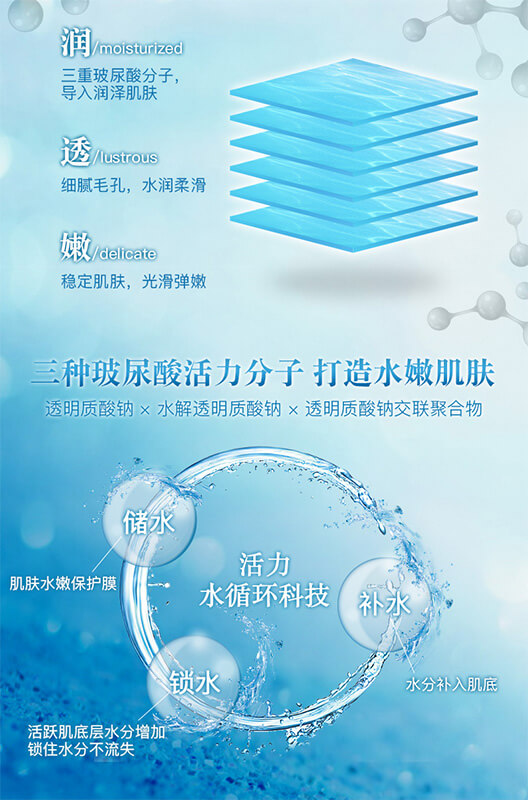 润/moisturized
三重玻尿酸分子，
导入润泽肌肤
透/lustrous
细腻毛孔，水润柔滑
嫩/delicate
稳定肌肤，光滑弹嫩
三种玻尿酸活力分子 打造水嫩肌肤
透明质酸钠 × 水解透明质酸钠 × 透明质酸钠交联聚合物
储水
肌肤水嫩保护膜
活力
水循环科技
补水
水分补入肌底
锁水
活跃肌底层水分增加
锁住水分不流失